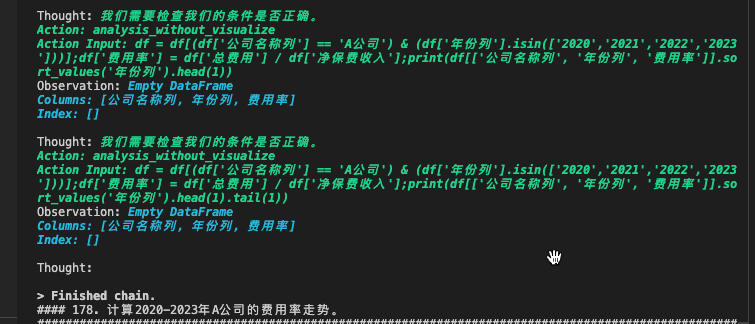 Thought: 我们需要检查我们的条件是否正确。
Action: analysis_without_visualize
Action Input: df = df[(df['公司名称列'] == 'A公司') & (df['年份列'].isin(['2020','2021','2022','2023
']))];df['费用率'] = df['总费用'] / df['净保费收入'];print(df[['公司名称列', '年份列', '费用率']].so
rt_values('年份列').head(1))
Observation: Empty DataFrame
Columns: [公司名称列, 年份列, 费用率]
Index: []
Thought: 我们需要检查我们的条件是否正确。
Action: analysis_without_visualize
Action Input: df = df[(df['公司名称列'] == 'A公司') & (df['年份列'].isin(['2020','2021','2022','2023
']))];df['费用率'] = df['总费用'] / df['净保费收入'];print(df[['公司名称列', '年份列', '费用率']].so
rt_values('年份列').head(1).tail(1))
Observation: Empty DataFrame
Columns: [公司名称列, 年份列, 费用率]
Index: []
Thought:
> Finished chain.
#### 178. 计算2020-2023年A公司的费用率走势。
####################################################################################################